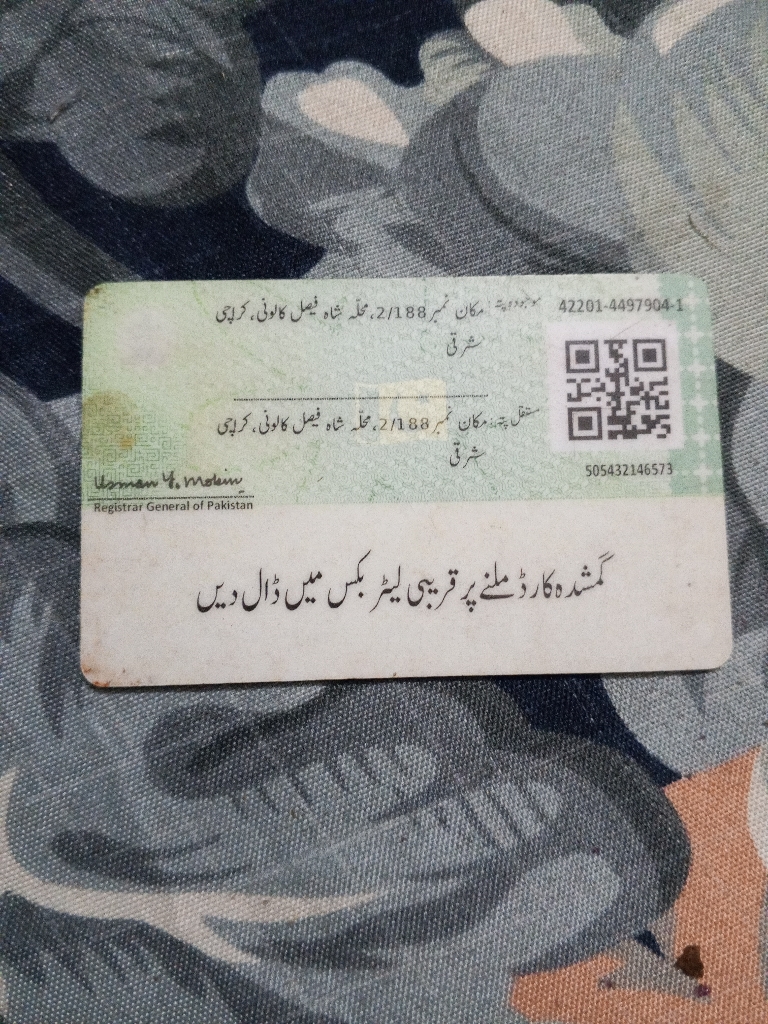 42201-4497904-1
موجودہ پتہ: مکان نمبر 2/188، محلّہ شاہ فیصل کالونی، کراچی
شرقی
مستقل پتہ: مکان نمبر 2/188، محلّہ شاہ فیصل کالونی، کراچی
شرقی
505432146573
Usman Y. Mobin
Registrar General of Pakistan
گمشدہ کارڈ ملنے پر قریبی لیٹر بکس میں ڈال دیں